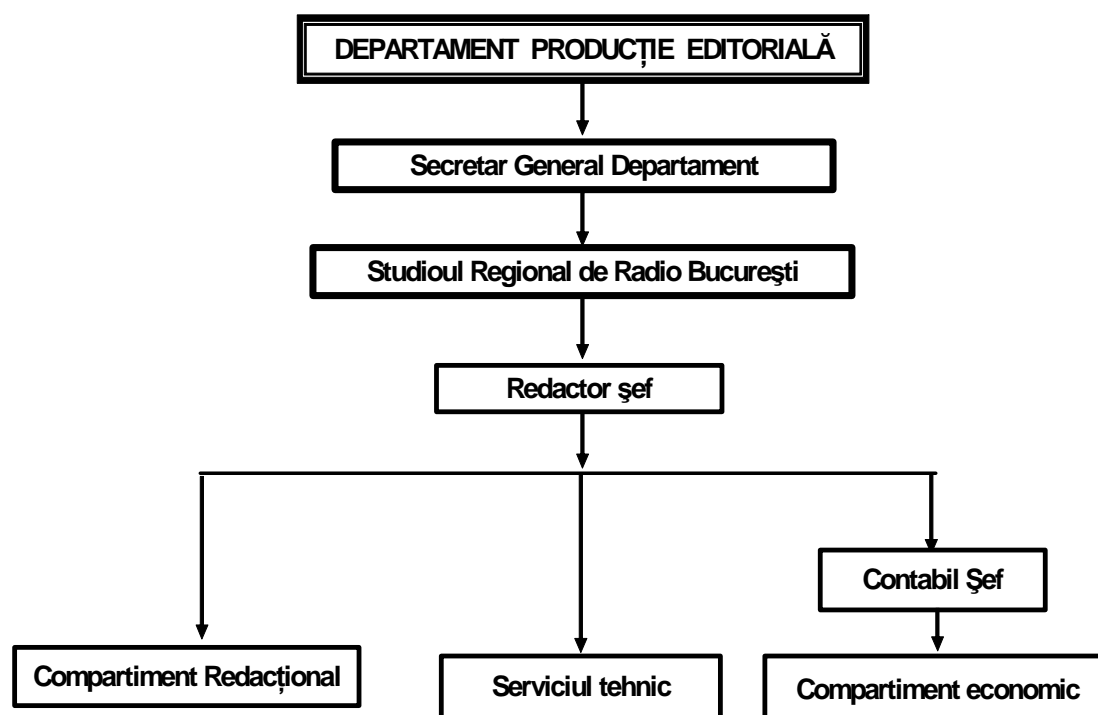 DEPARTAMENT PRODUCȚIE EDITORIALĂ
Secretar General Departament
Studioul Regional de Radio Bucureşti
Redactor şef
Contabil Şef
Compartiment Redacțional
Serviciul tehnic
Compartiment economic